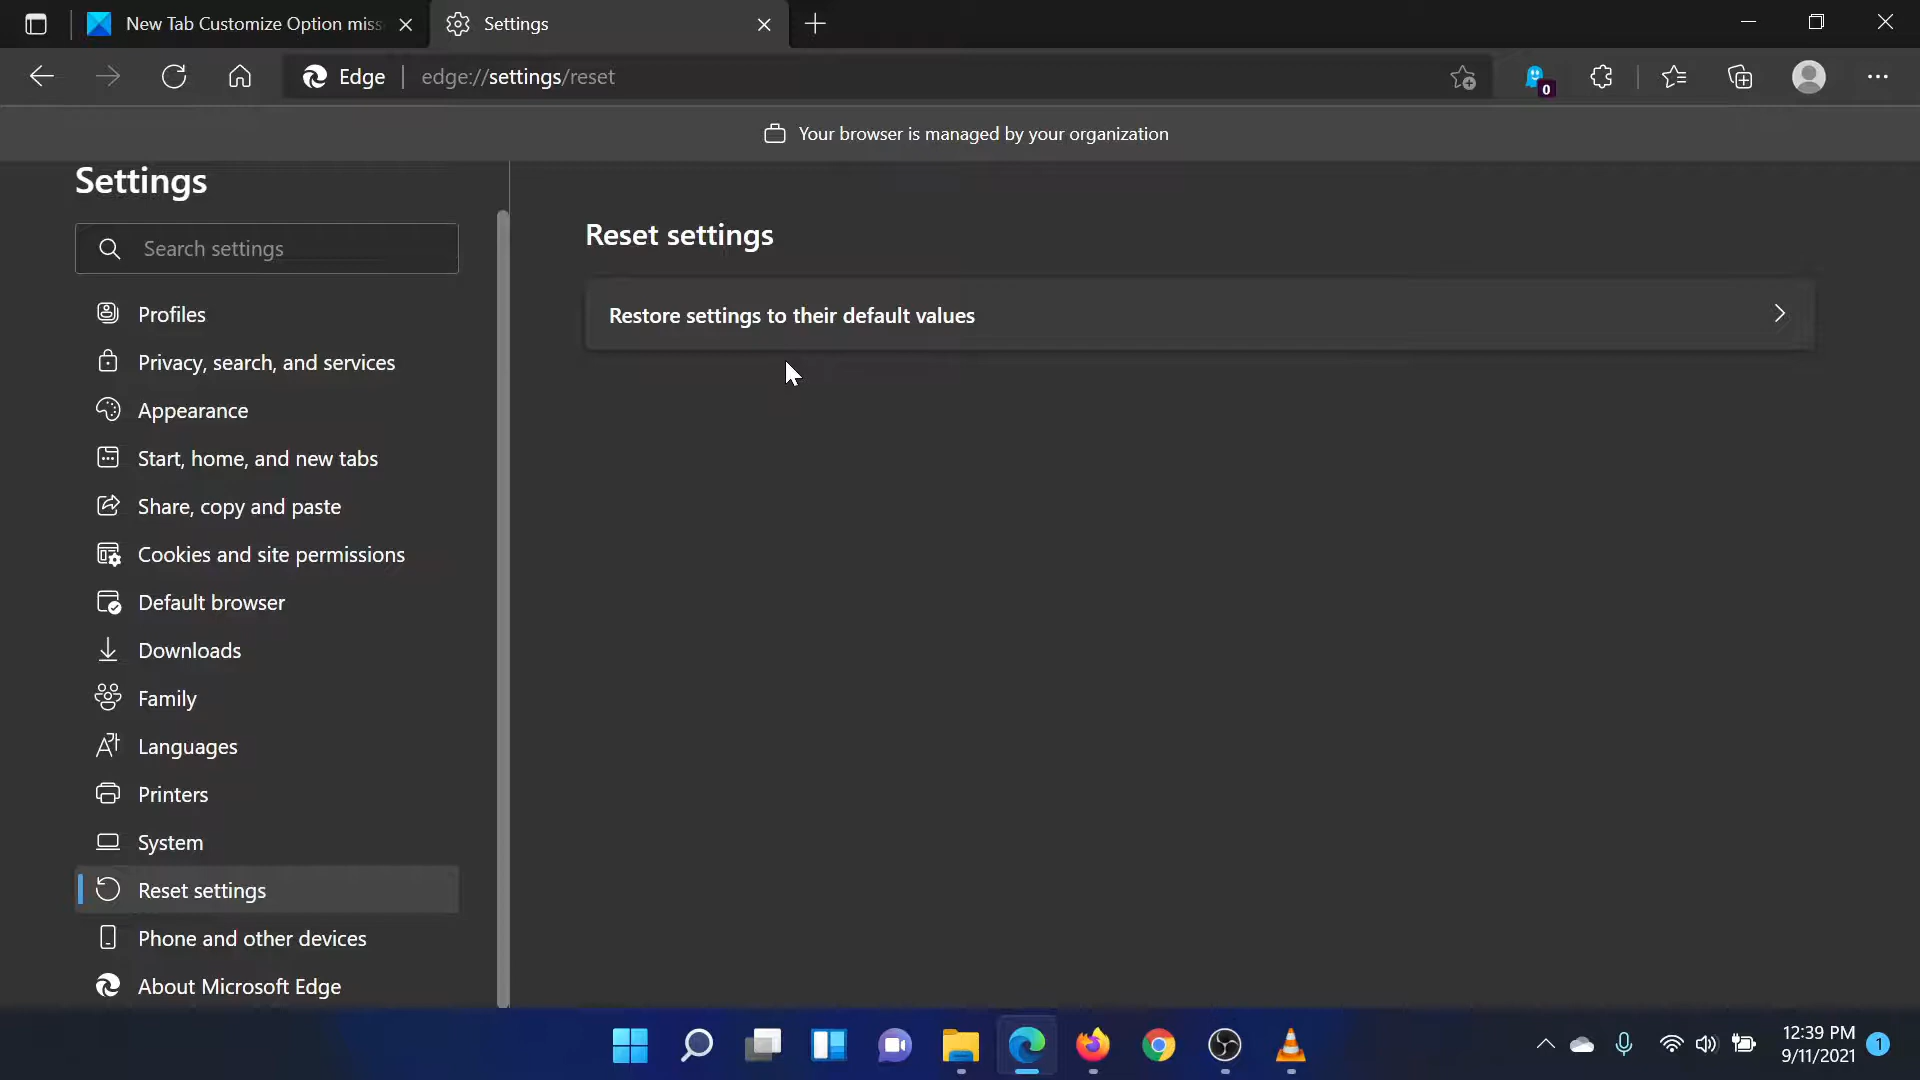 New Tab Customize Option miss
Settings
Edge
edge://settings/reset
0
Your browser is managed by your organization
Settings
Search settings
Profiles
Privacy, search, and services
Appearance
Start, home, and new tabs
Share, copy and paste
Cookies and site permissions
Default browser
Downloads
Family
Languages
Printers
System
Reset settings
Phone and other devices
About Microsoft Edge
Reset settings
Restore settings to their default values
12:39 PM
9/11/2021
1